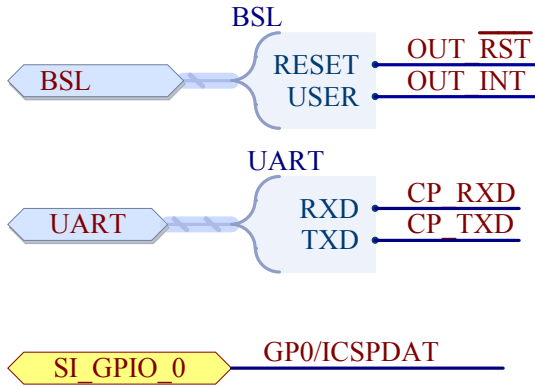 BSL
BSL
RESET OUT_RST
USER OUT_INT
UART
UART
RXD CP_RXD
TXD CP_TXD
SI_GPIO_0 GP0/ICSPDAT